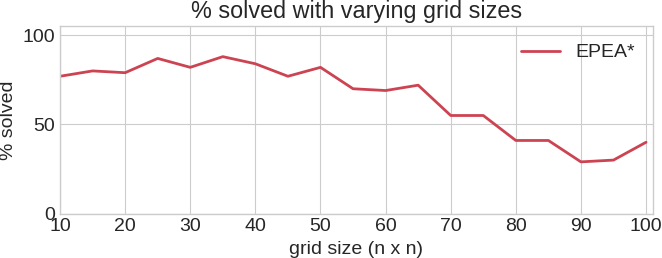 % solved with varying grid sizes
100
EPEA*
% solved
50
0
10 20 30 40 50 60 70 80 90 100
grid size (n x n)